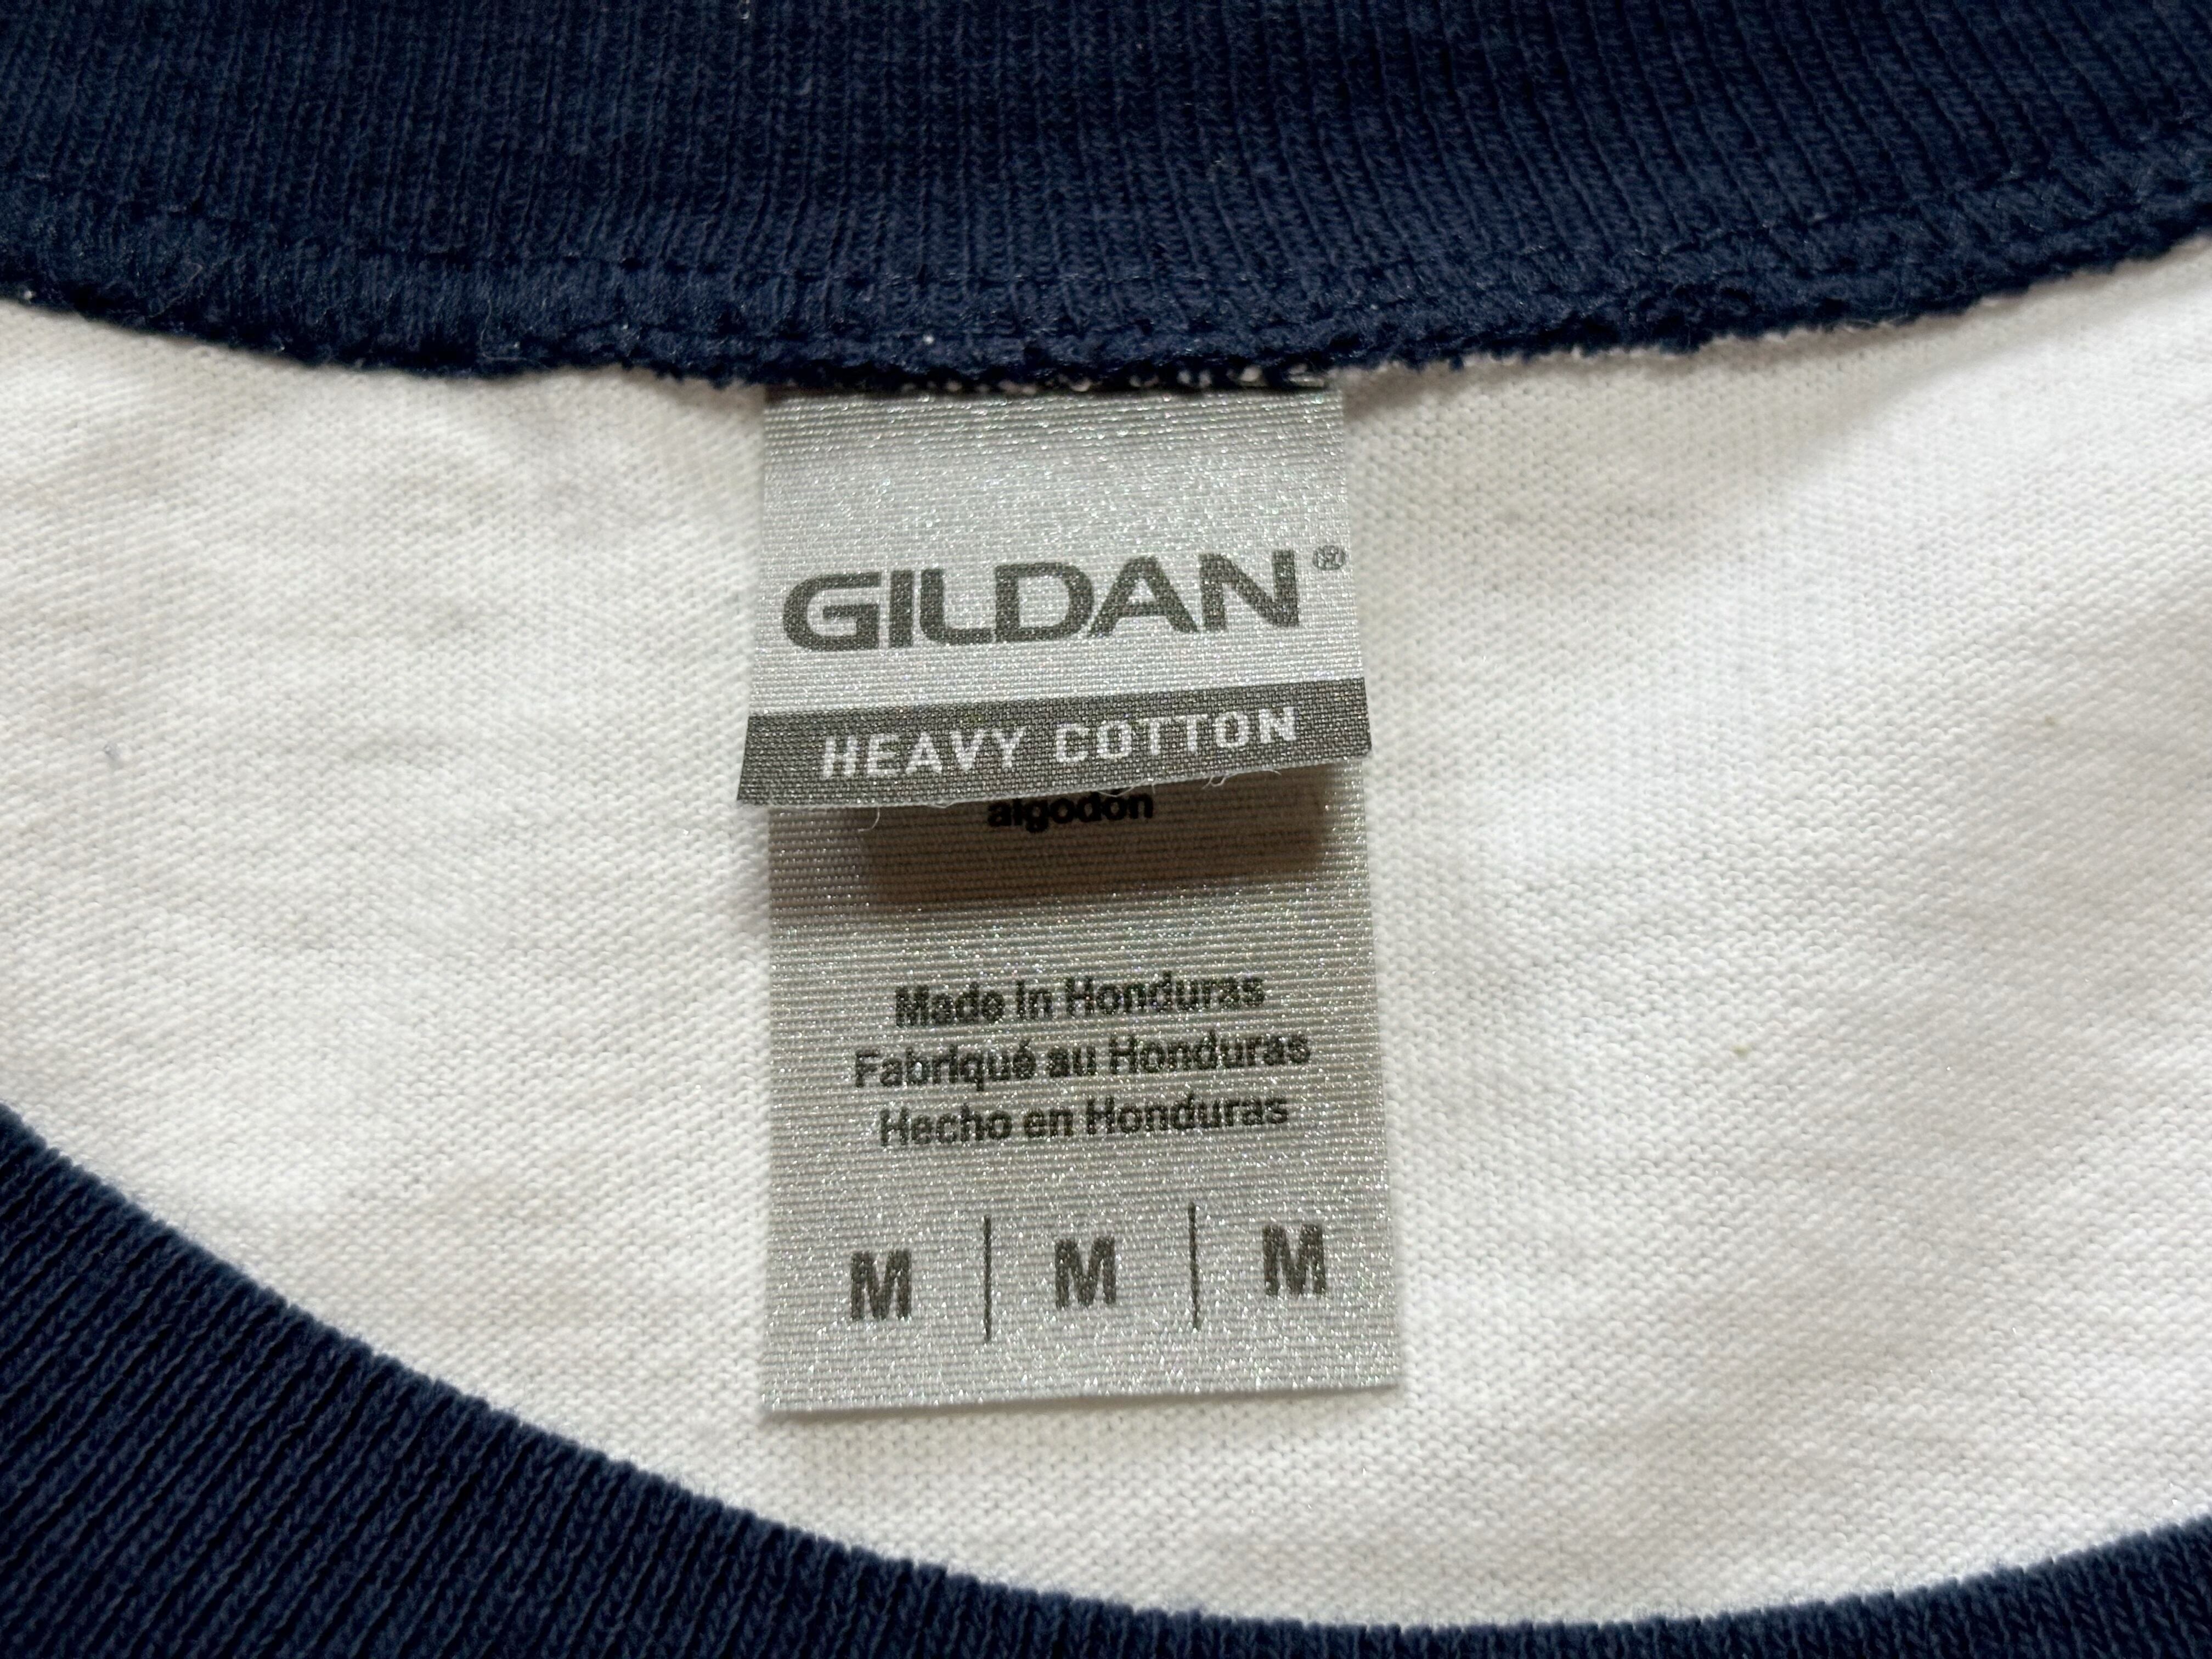 GILDAN®
HEAVY COTTON
algodón
Made in Honduras
Fabriqué au Honduras
Hecho en Honduras
M | M | M